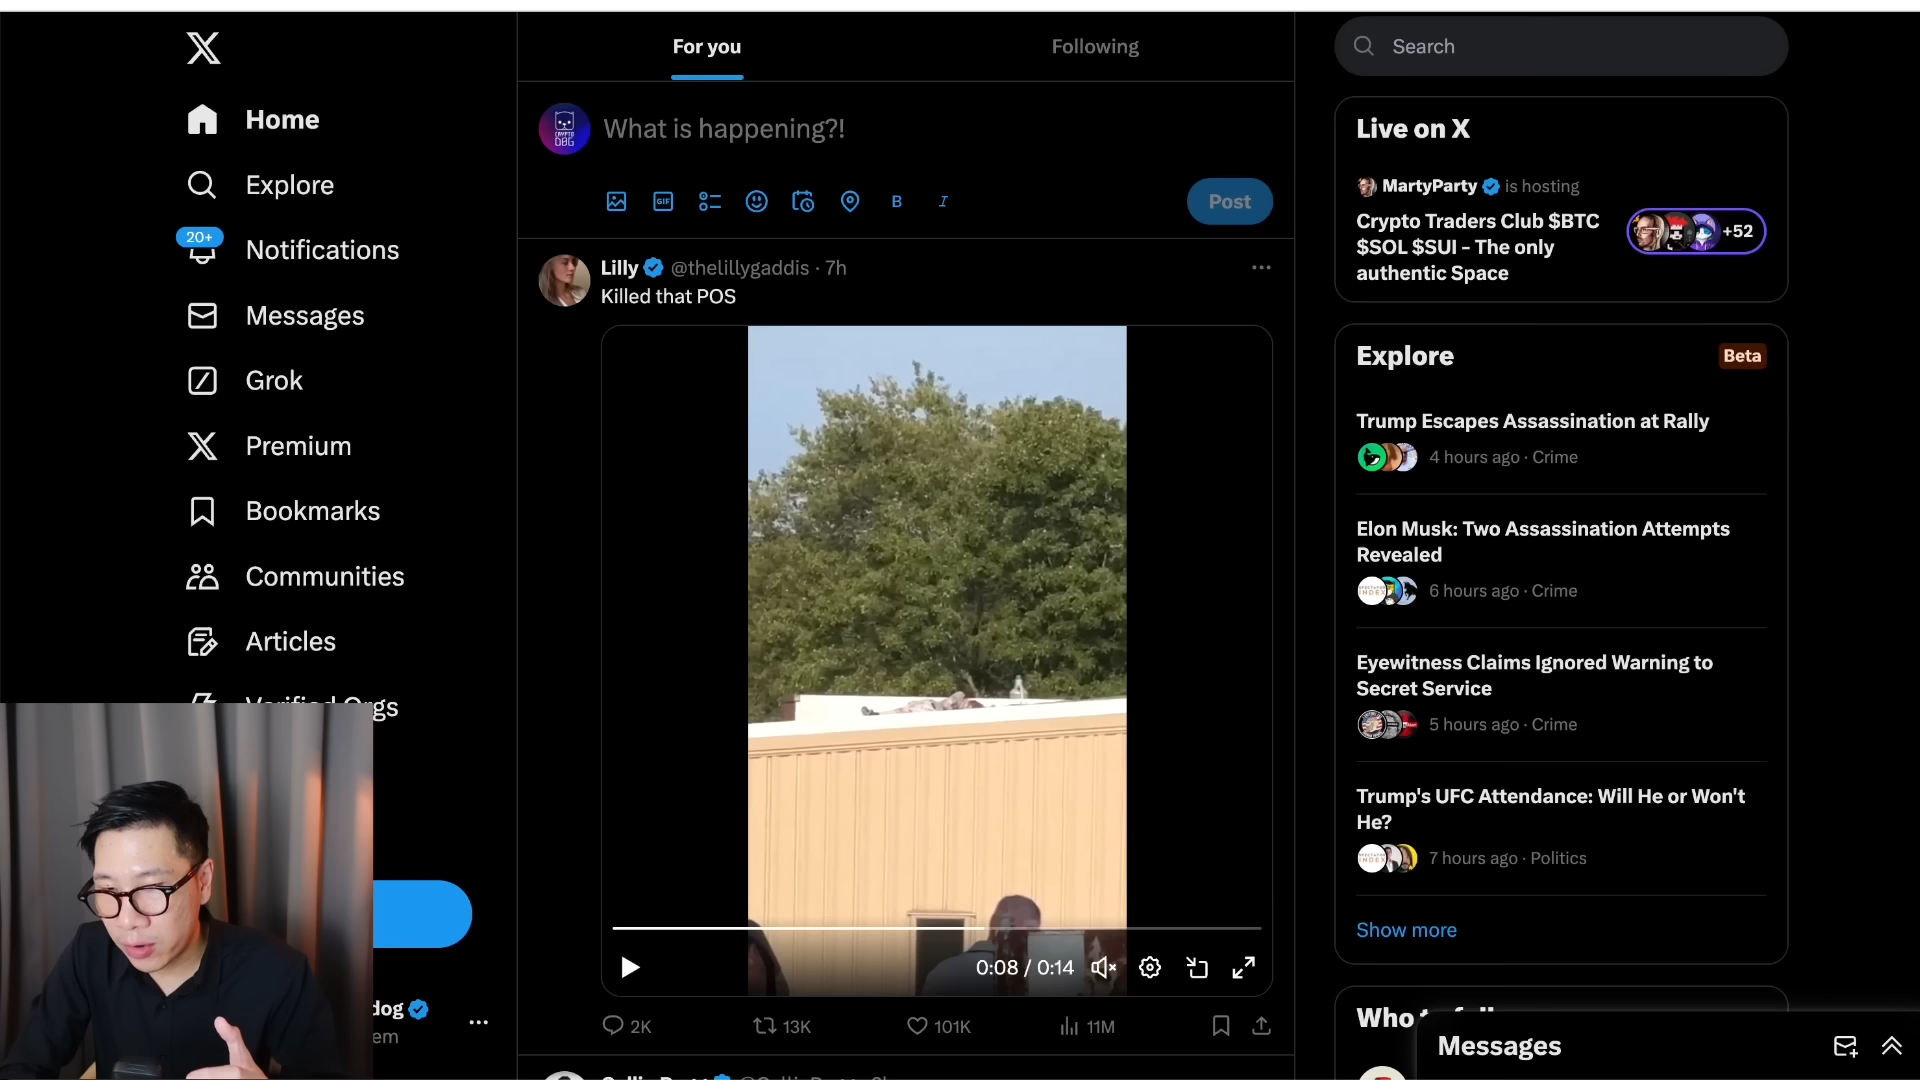 For you
Following
Search
Home
Explore
20+
Notifications
Messages
Grok
Premium
Bookmarks
Communities
Articles
dog
em
What is happening?!
CRYPTO
GIF
B
I
Post
Lilly @thelillygaddis · 7h
Killed that POS
0:08 / 0:14
2K
13K
101K
11M
Live on X
MartyParty is hosting
Crypto Traders Club $BTC
$SOL $SUI - The only
authentic Space
+52
Explore
Beta
Trump Escapes Assassination at Rally
4 hours ago · Crime
Elon Musk: Two Assassination Attempts
Revealed
6 hours ago · Crime
Eyewitness Claims Ignored Warning to
Secret Service
5 hours ago · Crime
Trump's UFC Attendance: Will He or Won't
He?
7 hours ago · Politics
Show more
Who
Messages